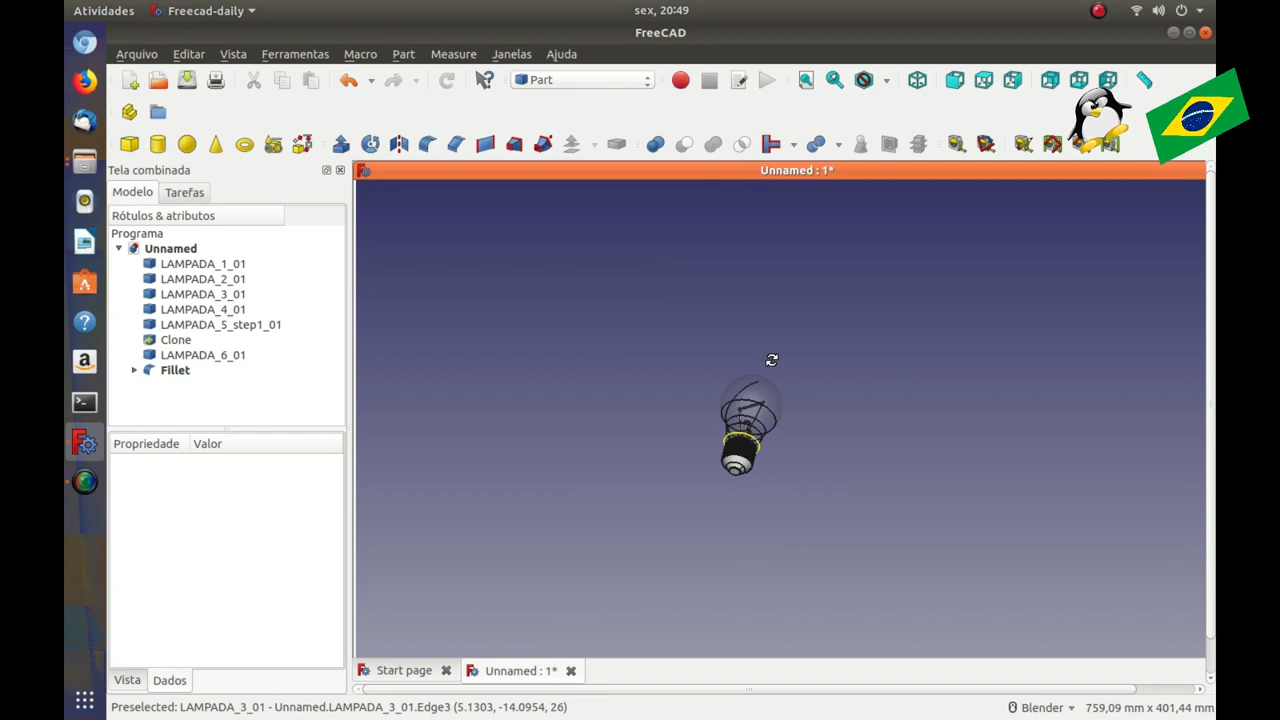 Atividades
Freecad-daily
sex, 20:49
FreeCAD
Arquivo Editar Vista Ferramentas Macro Part Measure Janelas Ajuda
Part
Tela combinada
Unnamed : 1*
Modelo Tarefas
Rótulos & atributos
Programa
Unnamed
LAMPADA_1_01
LAMPADA_2_01
LAMPADA_3_01
LAMPADA_4_01
LAMPADA_5_step1_01
Clone
LAMPADA_6_01
Fillet
Propriedade Valor
Vista Dados
Start page
Unnamed : 1*
Preselected: LAMPADA_3_01 - Unnamed.LAMPADA_3_01.Edge3 (5.1303, -14.0954, 26)
Blender
759,09 mm x 401,44 mm